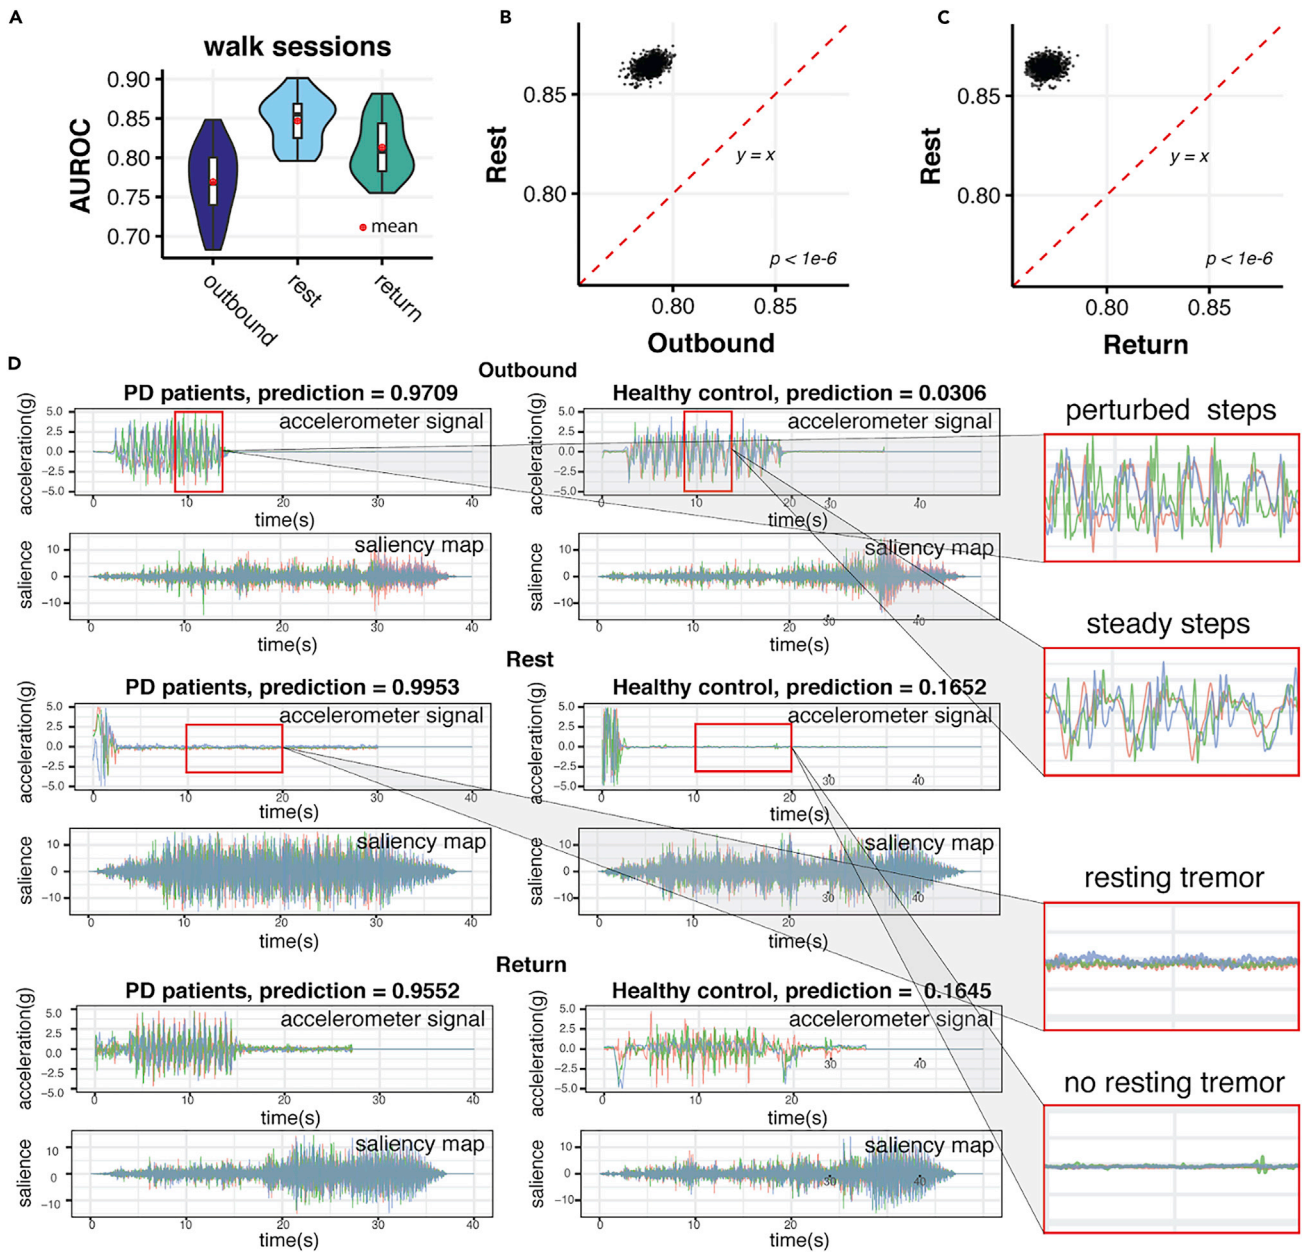 A
walk sessions
AUROC
0.90
0.85
0.80
0.75
0.70
mean
outbound
rest
return
B
Rest
0.85
0.80
y = x
p < 1e-6
0.80
0.85
Outbound
C
Rest
0.85
0.80
y = x
p < 1e-6
0.80
0.85
Return
D
Outbound
PD patients, prediction = 0.9709
acceleration(g)
5.0
2.5
0.0
−2.5
−5.0
accelerometer signal
0
10
20
30
40
time(s)
salience
10
0
−10
saliency map
0
10
20
30
40
time(s)
Healthy control, prediction = 0.0306
acceleration(g)
5.0
2.5
0.0
−2.5
−5.0
accelerometer signal
0
10
20
30
40
time(s)
salience
10
0
−10
saliency map
30
40
0
10
20
time(s)
perturbed steps
steady steps
Rest
PD patients, prediction = 0.9953
acceleration(g)
5.0
2.5
0.0
−2.5
−5.0
accelerometer signal
0
10
20
30
40
time(s)
salience
10
0
−10
saliency map
0
10
20
30
40
time(s)
Healthy control, prediction = 0.1652
acceleration(g)
5.0
2.5
0.0
−2.5
−5.0
accelerometer signal
30
40
0
10
20
time(s)
salience
10
0
−10
saliency map
30
40
0
10
20
time(s)
resting tremor
no resting tremor
Return
PD patients, prediction = 0.9552
acceleration(g)
5.0
2.5
0.0
−2.5
−5.0
accelerometer signal
0
10
20
30
40
time(s)
salience
10
0
−10
saliency map
0
10
20
30
40
time(s)
Healthy control, prediction = 0.1645
acceleration(g)
5.0
2.5
0.0
−2.5
−5.0
accelerometer signal
30
40
0
10
20
time(s)
salience
10
0
−10
saliency map
30
40
0
10
20
time(s)